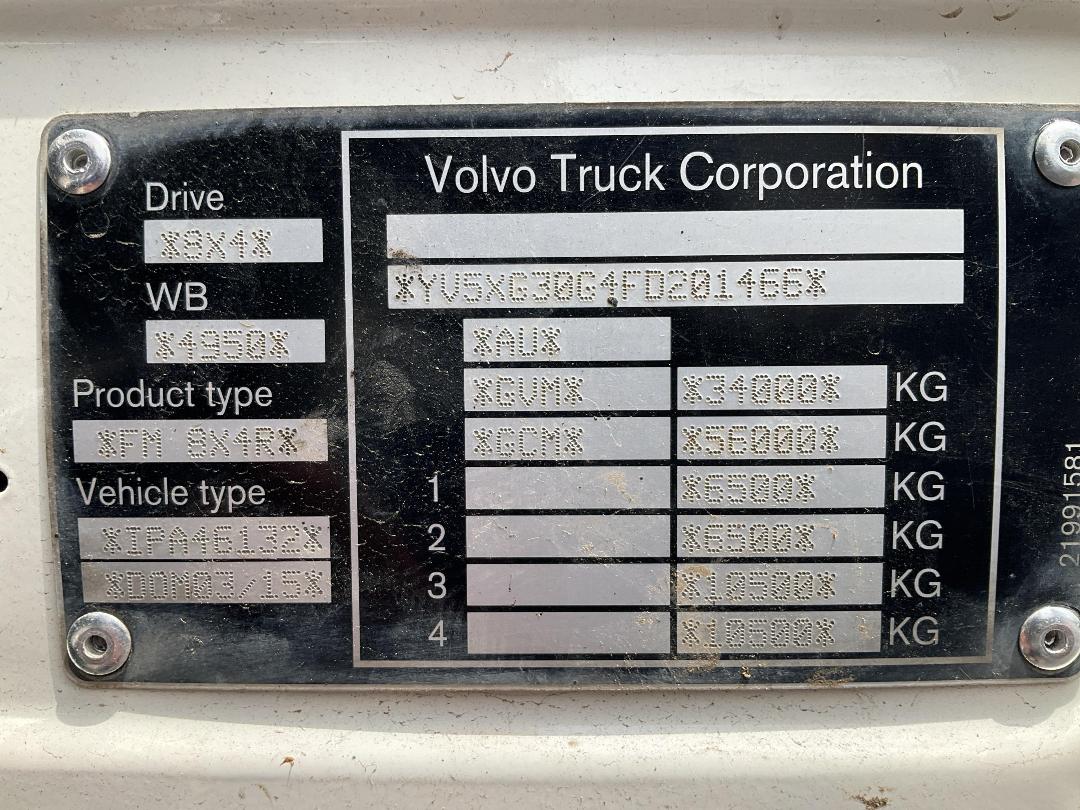 Drive
*8X4*
WB
*4950*
Product type
*FM 8X4R*
Vehicle type
*IPA46132*
*DOM03/15*
Volvo Truck Corporation
*YV5XG30G4FD201466*
*AU*
*GVM* *34000* KG
*GCM* *56000* KG
1 *6500* KG
2 *6500* KG
3 *10500* KG
4 *10500* KG
21991581